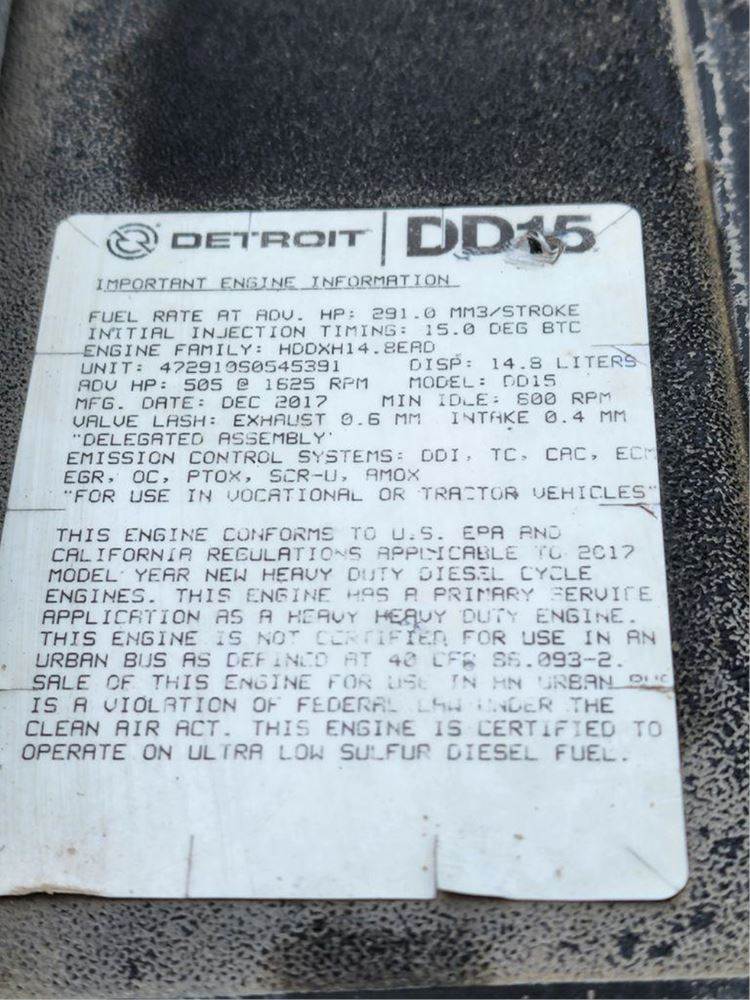 DETROIT DD15
IMPORTANT ENGINE INFORMATION
FUEL RATE AT ADV. HP: 291.0 MM3/STROKE
INITIAL INJECTION TIMING: 15.0 DEG BTC
ENGINE FAMILY: HDDXH14.8EAD
UNIT: 472910S0545391 DISP: 14.8 LITERS
ADV HP: 505 @ 1625 RPM MODEL: DD15
MFG. DATE: DEC 2017 MIN IDLE: 600 RPM
VALVE LASH: EXHAUST 0.6 MM INTAKE 0.4 MM
"DELEGATED ASSEMBLY"
EMISSION CONTROL SYSTEMS: DDI, TC, CAC, ECM
EGR, OC, PTOX, SCR-U, AMOX
"FOR USE IN VOCATIONAL OR TRACTOR VEHICLES"
THIS ENGINE CONFORMS TO U.S. EPA AND
CALIFORNIA REGULATIONS APPLICABLE TO 2017
MODEL YEAR NEW HEAVY DUTY DIESEL CYCLE
ENGINES. THIS ENGINE HAS A PRIMARY SERVICE
APPLICATION AS A HEAVY HEAVY DUTY ENGINE.
THIS ENGINE IS NOT CERTIFIED FOR USE IN AN
URBAN BUS AS DEFINED AT 40 CFR 86.093-2.
SALE OF THIS ENGINE FOR USE IN AN URBAN BUS
IS A VIOLATION OF FEDERAL LAW UNDER THE
CLEAN AIR ACT. THIS ENGINE IS CERTIFIED TO
OPERATE ON ULTRA LOW SULFUR DIESEL FUEL.